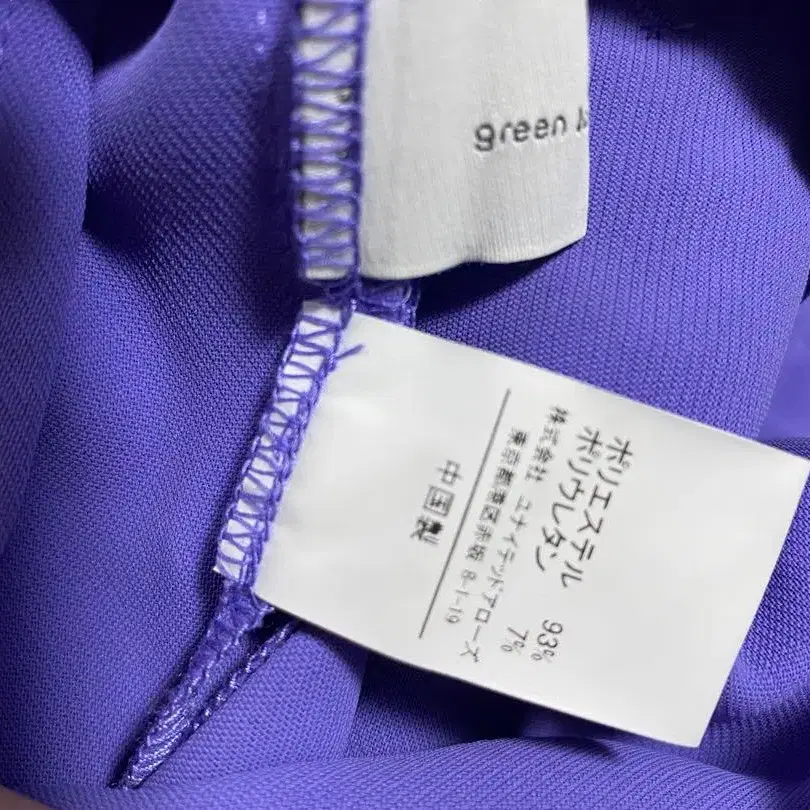 green
ポリエステル 93%
ポリウレタン 7%
株式会社 ユナイテッドアローズ
東京都港区赤坂 8-1-19
中国製